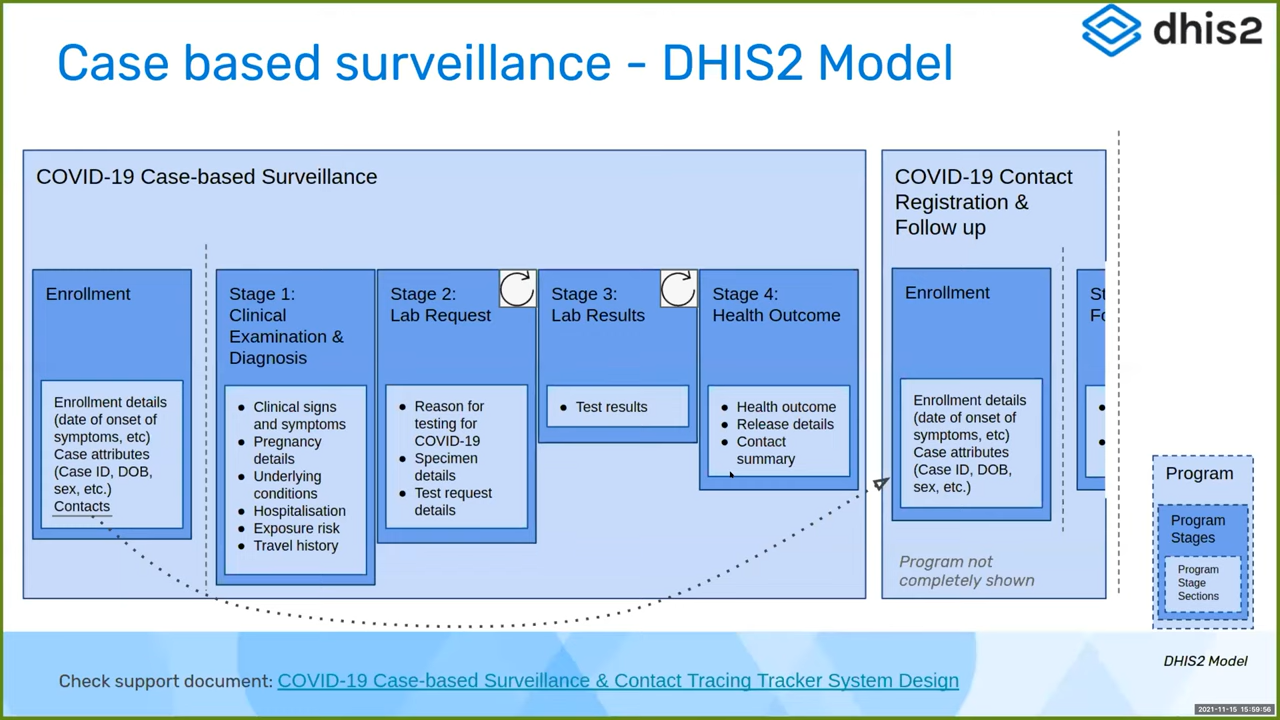 Case based surveillance - DHIS2 Model
dhis2
COVID-19 Case-based Surveillance
Enrollment
Enrollment details
(date of onset of
symptoms, etc)
Case attributes
(Case ID, DOB,
sex, etc.)
Contacts
Stage 1:
Clinical
Examination &
Diagnosis
● Clinical signs
and symptoms
● Pregnancy
details
● Underlying
conditions
● Hospitalisation
● Exposure risk
● Travel history
Stage 2:
Lab Request
● Reason for
testing for
COVID-19
● Specimen
details
● Test request
details
Stage 3:
Lab Results
● Test results
Stage 4:
Health Outcome
● Health outcome
● Release details
● Contact
summary
COVID-19 Contact
Registration &
Follow up
Enrollment
Enrollment details
(date of onset of
symptoms, etc)
Case attributes
(Case ID, DOB,
sex, etc.)
Program not
completely shown
Program
Program
Stages
Program
Stage
Sections
DHIS2 Model
Check support document: COVID-19 Case-based Surveillance & Contact Tracing Tracker System Design
2021-11-15 15:59:56